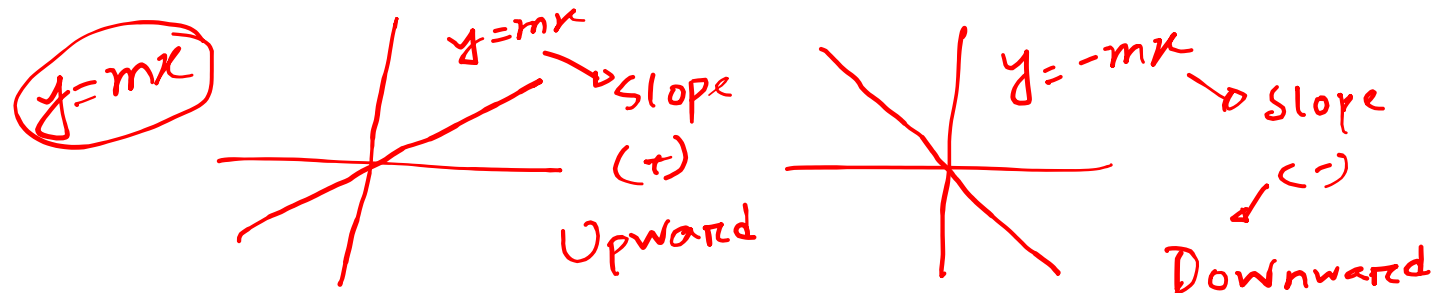 y=mx
y=mx
slope
(+)
Upward
y=-mx
slope
(-)
Downward